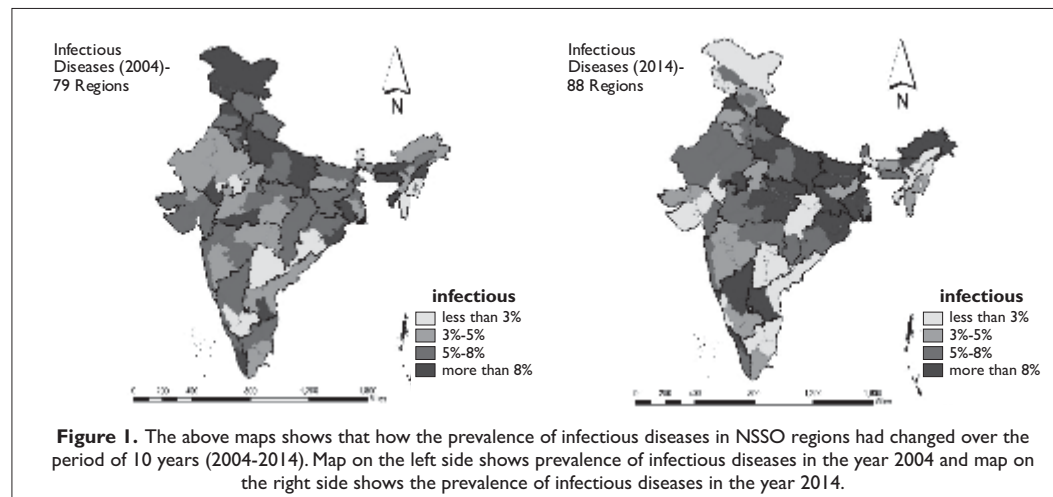 Infectious
Diseases (2004)-
79 Regions
N
infectious
less than 3%
3%-5%
5%-8%
more than 8%
Infectious
Diseases (2014)-
88 Regions
N
infectious
less than 3%
3%-5%
5%-8%
more than 8%
Figure 1. The above maps shows that how the prevalence of infectious diseases in NSSO regions had changed over the
period of 10 years (2004-2014). Map on the left side shows prevalence of infectious diseases in the year 2004 and map on
the right side shows the prevalence of infectious diseases in the year 2014.